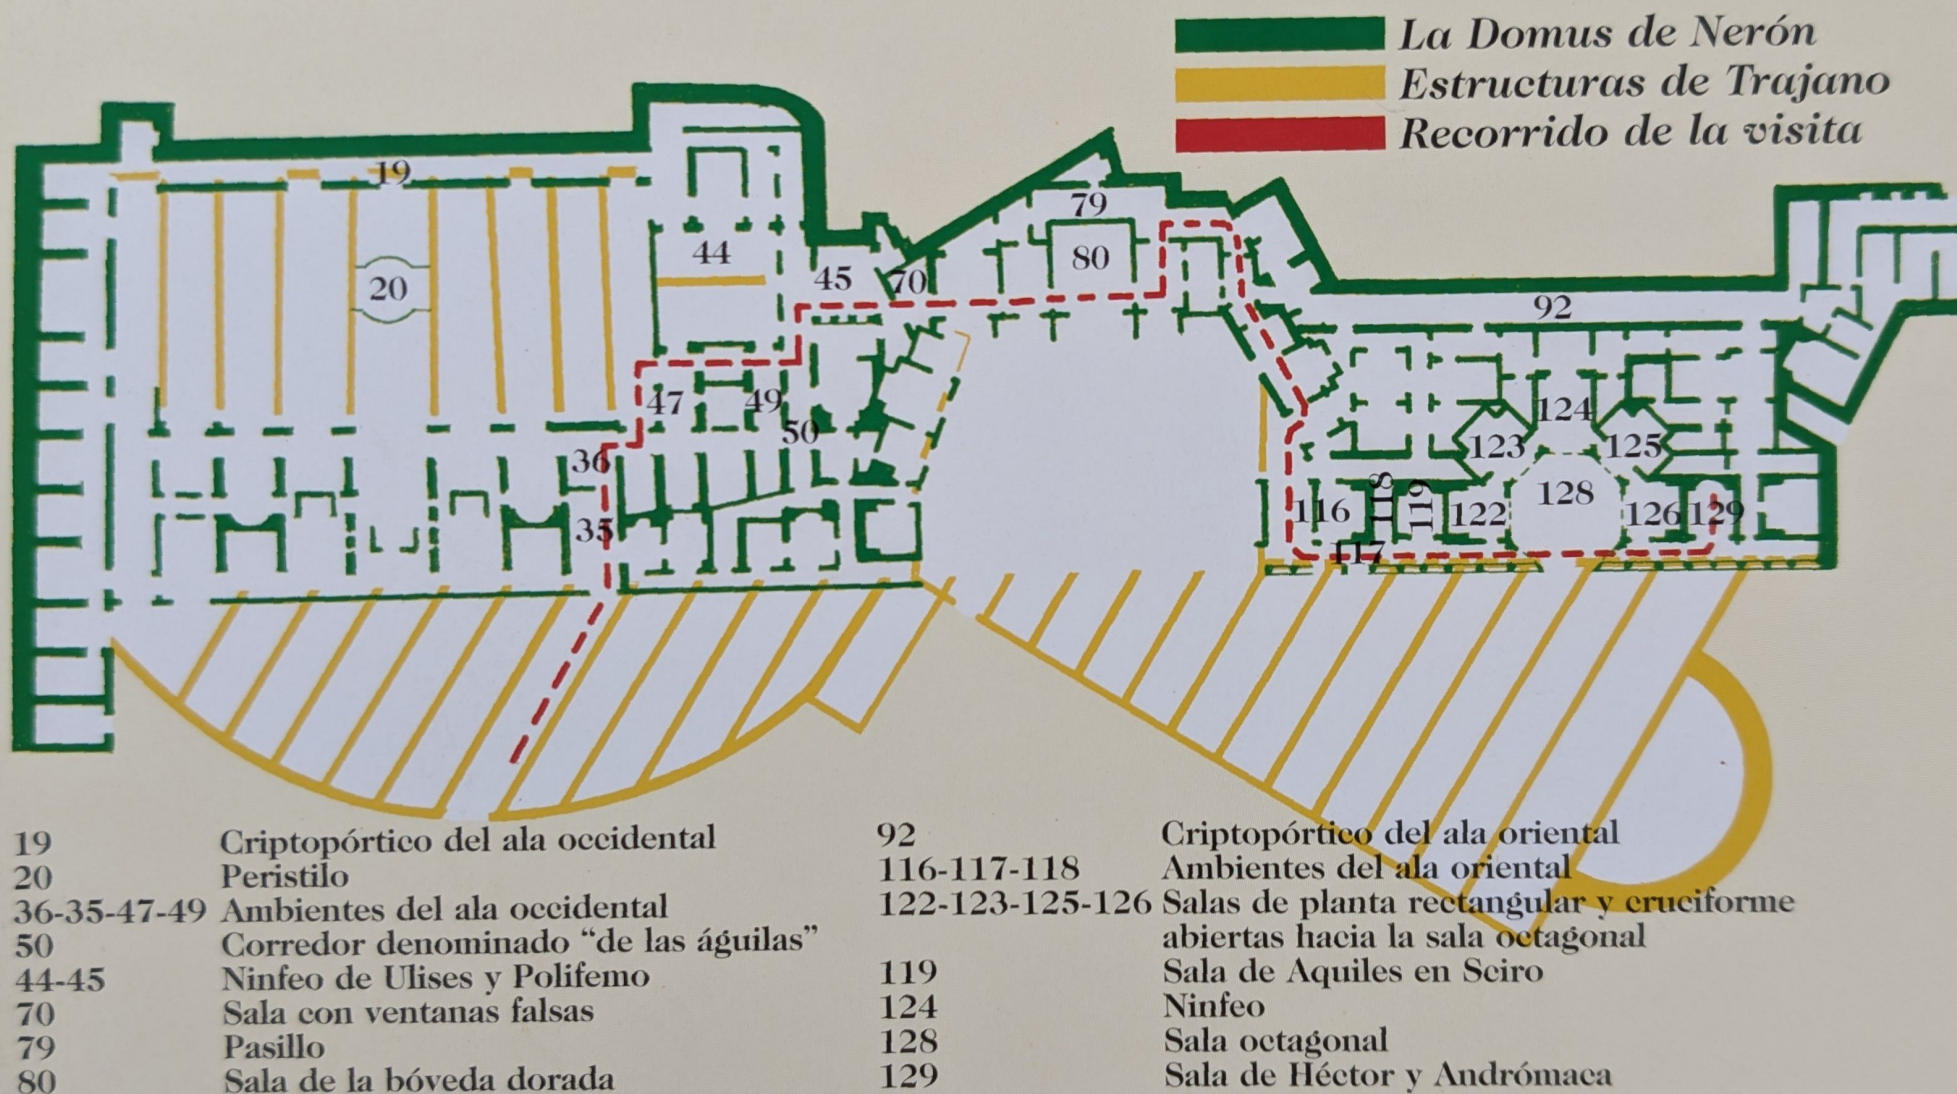 La Domus de Nerón
Estructuras de Trajano
Recorrido de la visita
19
79
44
80
45
70
20
92
47
49
124
50
123
125
36
128
116
118
119
122
126
129
35
117
19 Criptopórtico del ala occidental
20 Peristilo
36-35-47-49 Ambientes del ala occidental
50 Corredor denominado “de las águilas”
44-45 Ninfeo de Ulises y Polifemo
70 Sala con ventanas falsas
79 Pasillo
80 Sala de la bóveda dorada
92 Criptopórtico del ala oriental
116-117-118 Ambientes del ala oriental
122-123-125-126 Salas de planta rectangular y cruciforme
abiertas hacia la sala octagonal
119 Sala de Aquiles en Sciro
124 Ninfeo
128 Sala octagonal
129 Sala de Héctor y Andrómaca